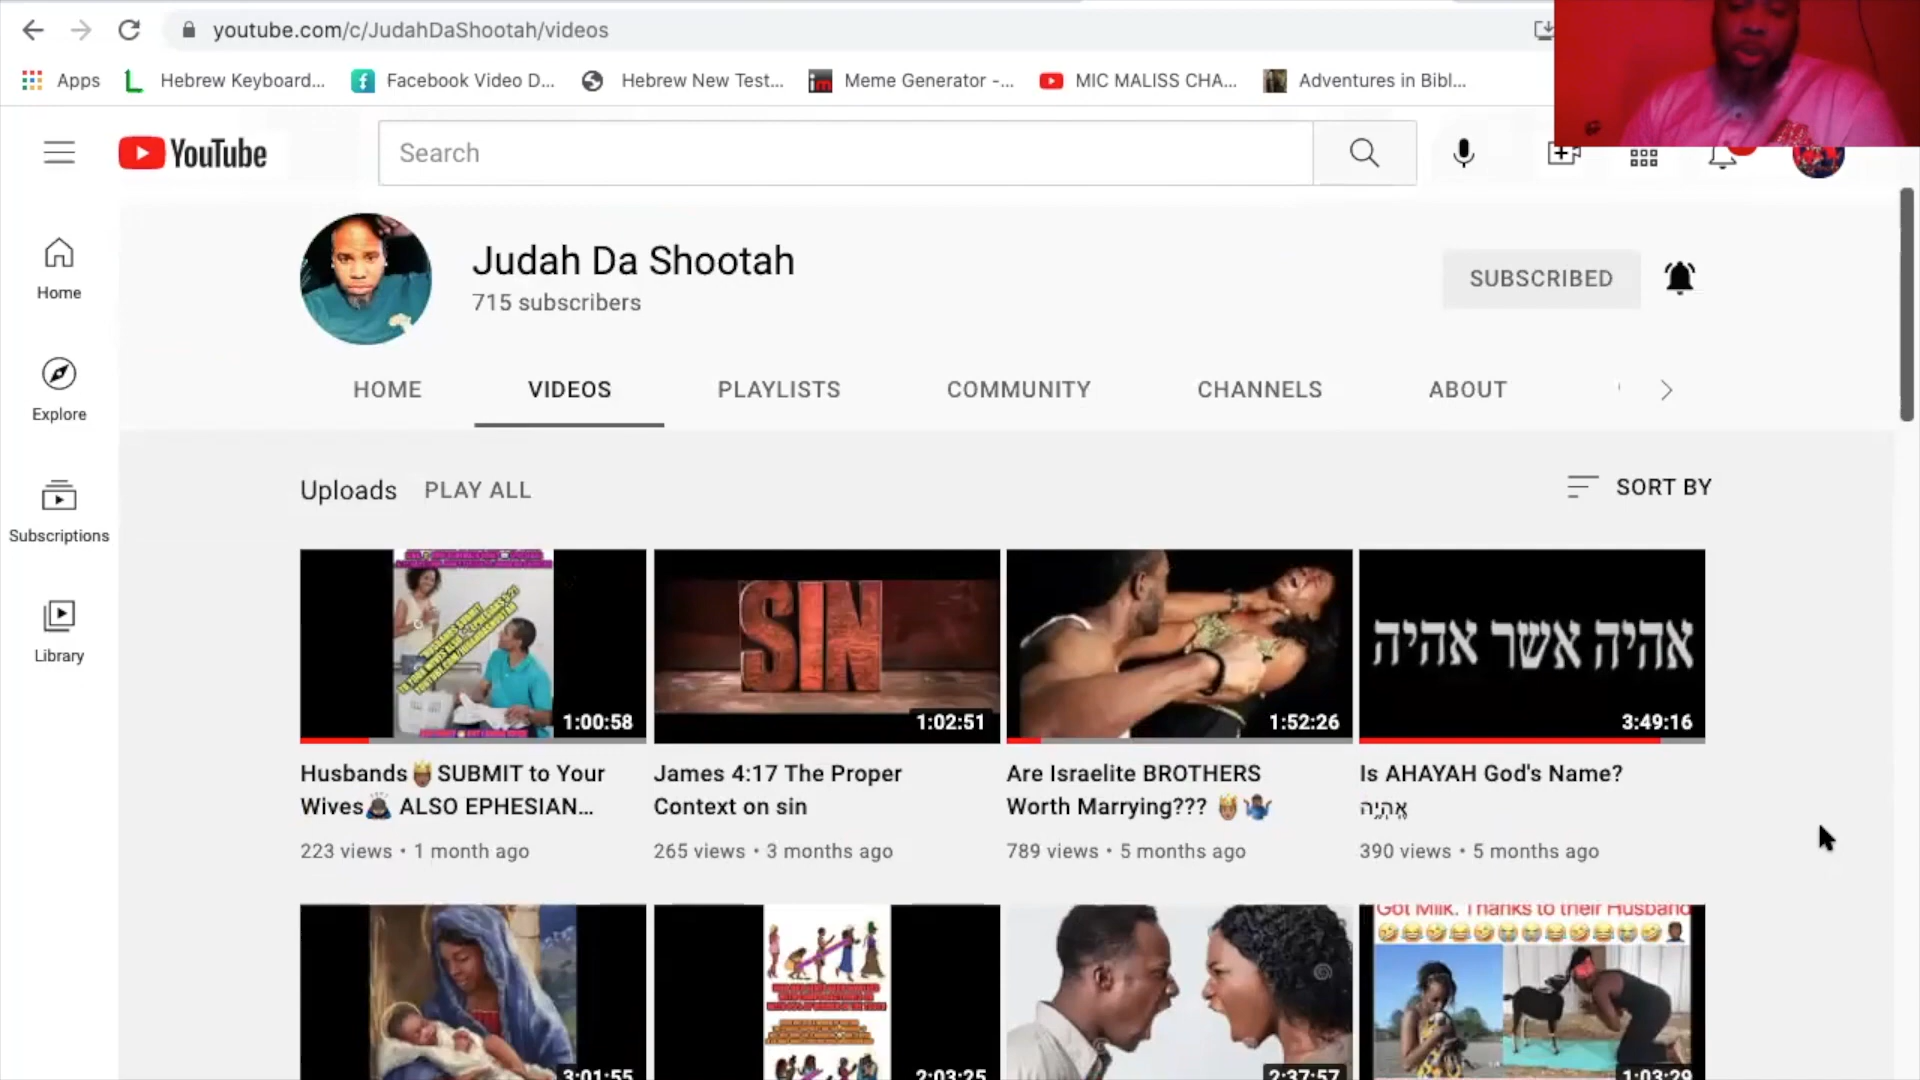 youtube.com/c/JudahDaShootah/videos
Apps
Hebrew Keyboard...
Facebook Video D...
Hebrew New Test...
im
Meme Generator -...
MIC MALISS CHA...
Adventures in Bibl...
YouTube
Search
Judah Da Shootah
715 subscribers
SUBSCRIBED
Home
Explore
Subscriptions
Library
HOME
VIDEOS
PLAYLISTS
COMMUNITY
CHANNELS
ABOUT
Uploads
PLAY ALL
SORT BY
1:00:58
SIN
1:02:51
1:52:26
אהיה אשר אהיה
3:49:16
Husbands🤴🏽SUBMIT to Your
Wives🙇🏿 ALSO EPHESIAN...
223 views • 1 month ago
James 4:17 The Proper
Context on sin
265 views • 3 months ago
Are Israelite BROTHERS
Worth Marrying??? 🤴🏽🤷🏿‍♂️
789 views • 5 months ago
Is AHAYAH God's Name?
אֶֽהְיֶ֖ה
390 views • 5 months ago
3:01:55
2:03:25
2:37:57
Got Milk. Thanks to their Husband
1:03:29